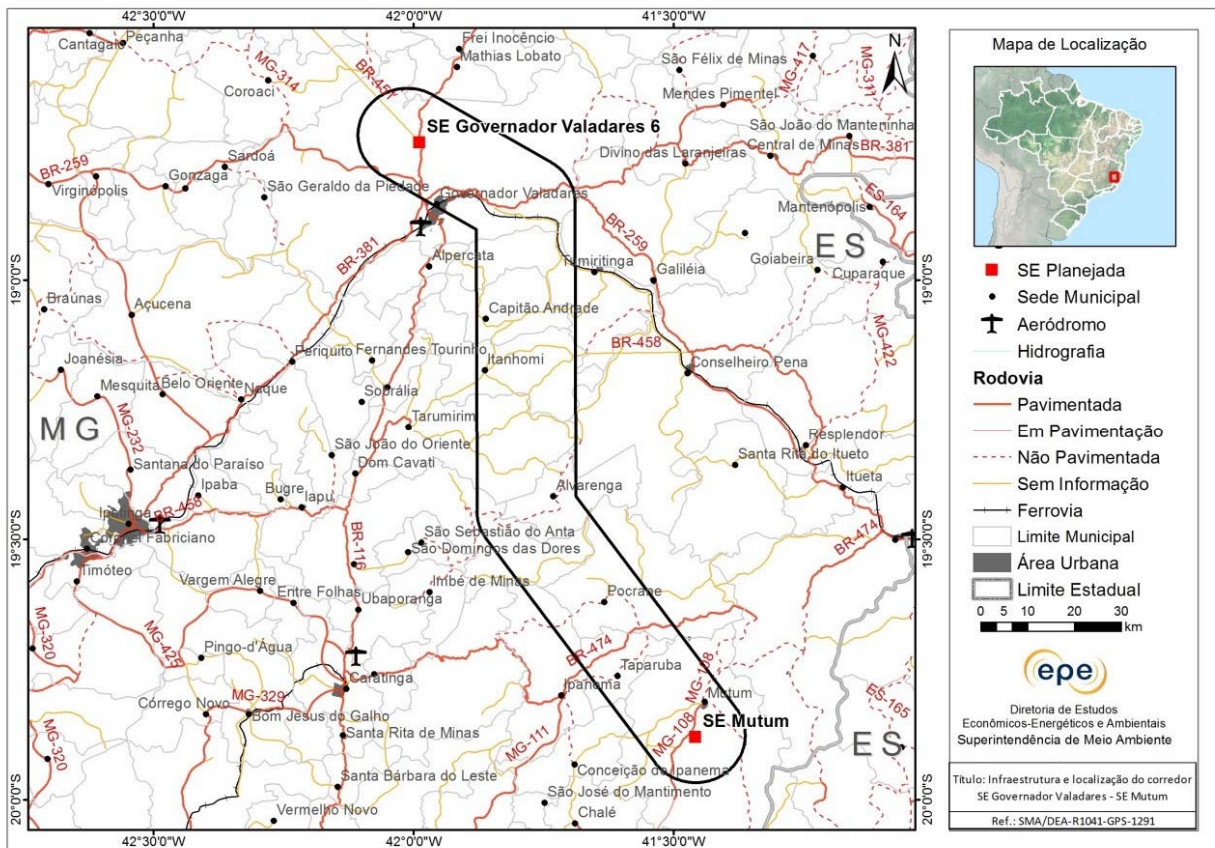 42°30'0"W
42°0'0"W
41°30'0"W
Cantagalo
Peçanha
Frei Inocêncio
Mathias Lobato
MG-314
BR-451
Coroaci
São Félix de Minas
MG-417
MG-311
N
Mendes Pimentel
SE Governador Valadares 6
São João do Manteninha
Central de Minas
BR-381
Divino das Laranjeiras
BR-259
Sardoá
Gonzaga
Virginópolis
São Geraldo da Piedade
Governador Valadares
Mantenópolis
ES-164
BR-259
ES
BR-381
Alpercata
19°0'0"S
19°0'0"S
Tumiritinga
Galiléia
Goiabeira
Cuparaque
Braúnas
Açucena
Capitão Andrade
BR-458
MG-422
Joanésia
Periquito
Fernandes Tourinho
Itanhomi
Conselheiro Pena
Mesquita
Belo Oriente
Naque
Sobrália
MG
MG-232
Tarumirim
São João do Oriente
Resplendor
Santa Rita do Itueto
Santana do Paraíso
Dom Cavati
Itueta
Ipaba
Bugre
Iapu
Alvarenga
Ipatinga
BR-458
BR-474
19°30'0"S
19°30'0"S
Coronel Fabriciano
São Sebastião do Anta
São Domingos das Dores
Timóteo
BR-116
Vargem Alegre
Entre Folhas
Ubaporanga
Imbé de Minas
Pocrane
MG-320
MG-425
Pingo-d'Água
BR-474
Taparuba
MG-108
Caratinga
Ipanema
Mutum
Córrego Novo
MG-329
Bom Jesus do Galho
SE Mutum
ES-165
ES
MG-320
Santa Rita de Minas
MG-111
MG-108
Conceição de Ipanema
Santa Bárbara do Leste
São José do Mantimento
20°0'0"S
20°0'0"S
Vermelho Novo
Chalé
42°30'0"W
42°0'0"W
41°30'0"W
Mapa de Localização
SE Planejada
Sede Municipal
Aeródromo
Hidrografia
Rodovia
Pavimentada
Em Pavimentação
Não Pavimentada
Sem Informação
Ferrovia
Limite Municipal
Área Urbana
Limite Estadual
0 5 10 20 30
km
epe
Diretoria de Estudos
Econômicos-Energéticos e Ambientais
Superintendência de Meio Ambiente
Título: Infraestrutura e localização do corredor
SE Governador Valadares - SE Mutum
Ref.: SMA/DEA-R1041-GPS-1291